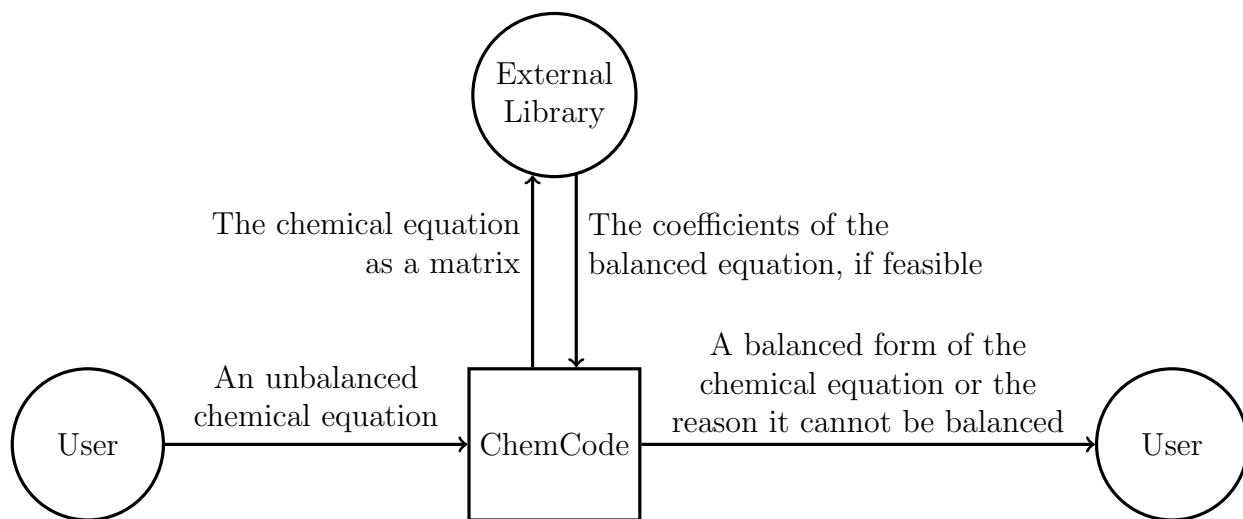 External
Library
The chemical equation
as a matrix
The coefficients of the
balanced equation, if feasible
An unbalanced
chemical equation
A balanced form of the
chemical equation or the
reason it cannot be balanced
User
ChemCode
User